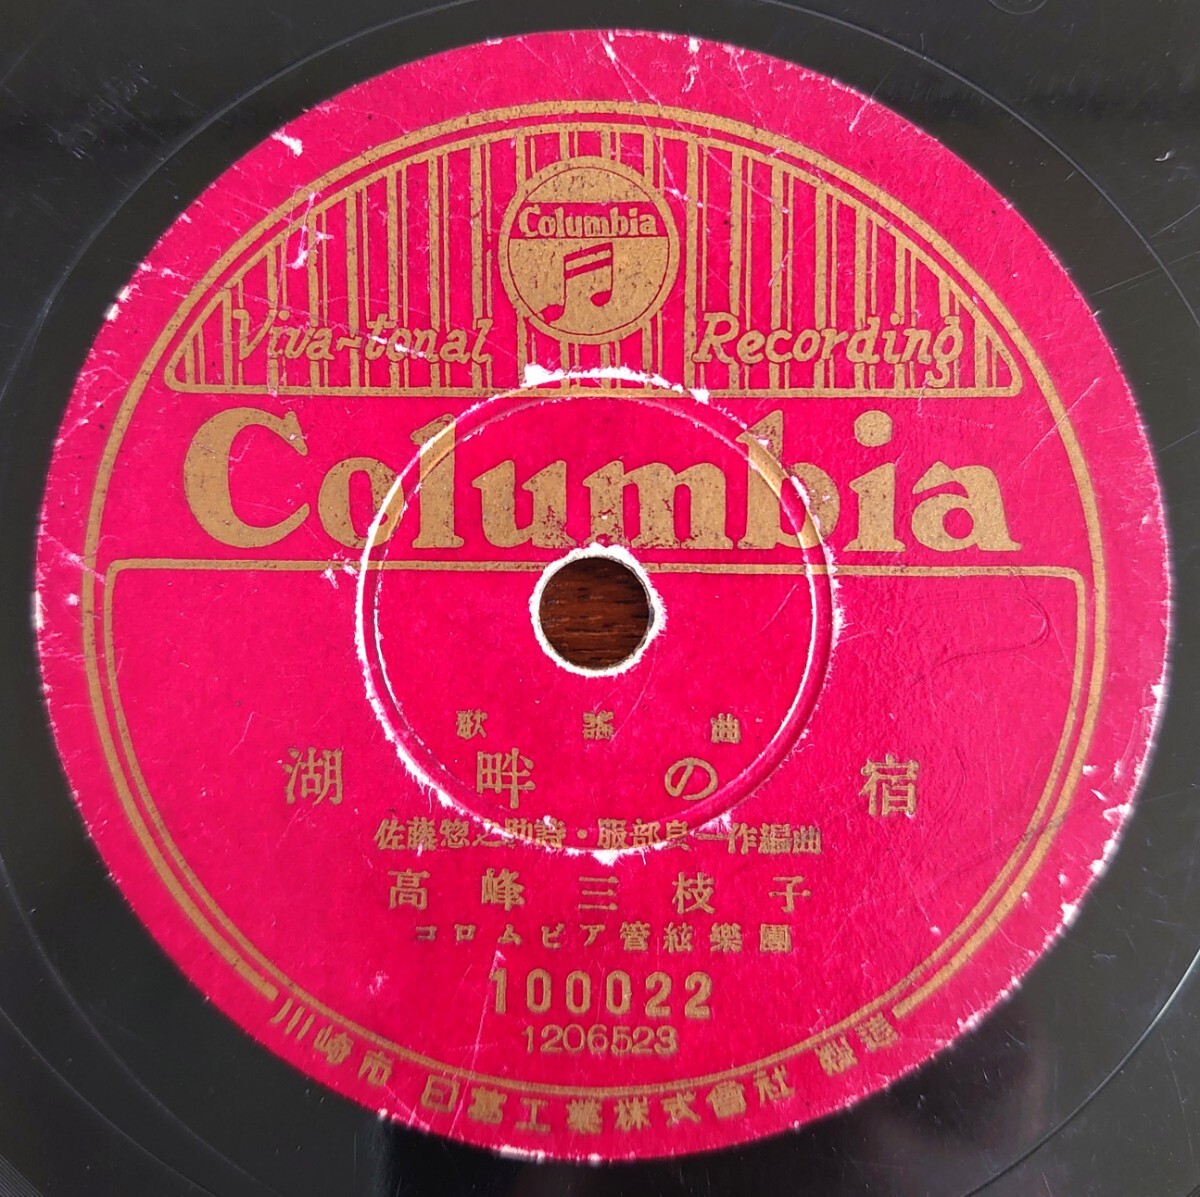 Columbia
Viva-tonal Recording
Columbia
歌謡曲
湖畔の宿
佐藤惣之助詩・服部良一作編曲
高峰三枝子
コロムビア管絃樂團
100022
1206523
川崎市 日蓄工業株式會社 製造